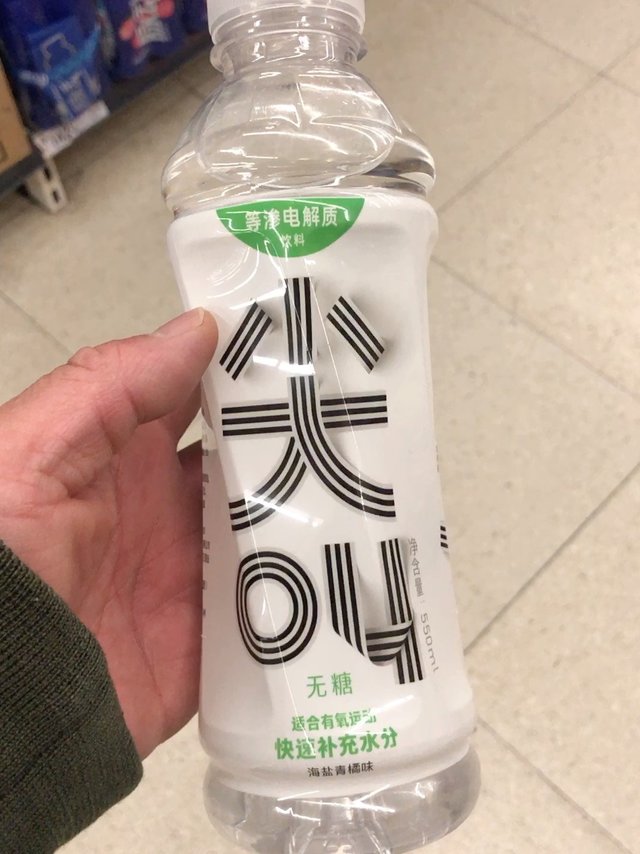 等渗电解质
饮料
尖叫
净含量:550ml
无糖
适合有氧运动
快速补充水分
海盐青橘味